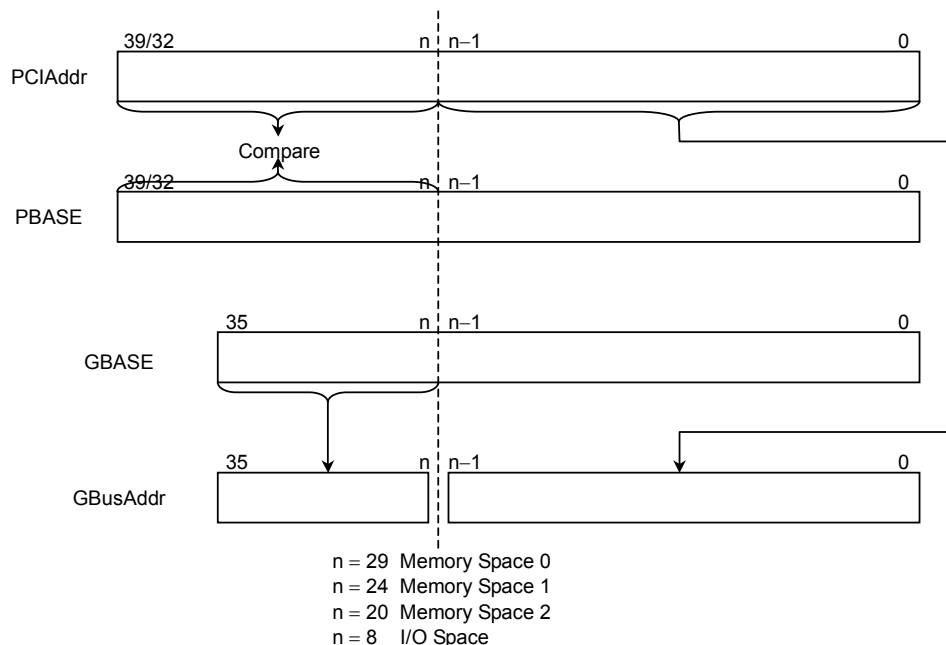 39/32 n n−1 0
PCIAddr
Compare
39/32 n n−1 0
PBASE
35 n n−1 0
GBASE
35 n n−1 0
GBusAddr
n = 29 Memory Space 0
n = 24 Memory Space 1
n = 20 Memory Space 2
n = 8 I/O Space